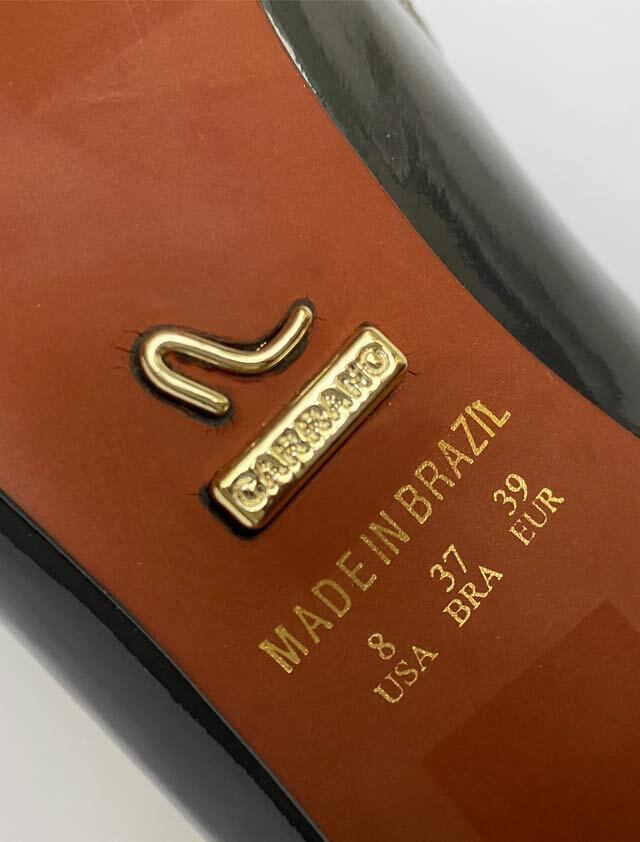 CARRANO
MADE IN BRAZIL
8 37 39
USA BRA EUR